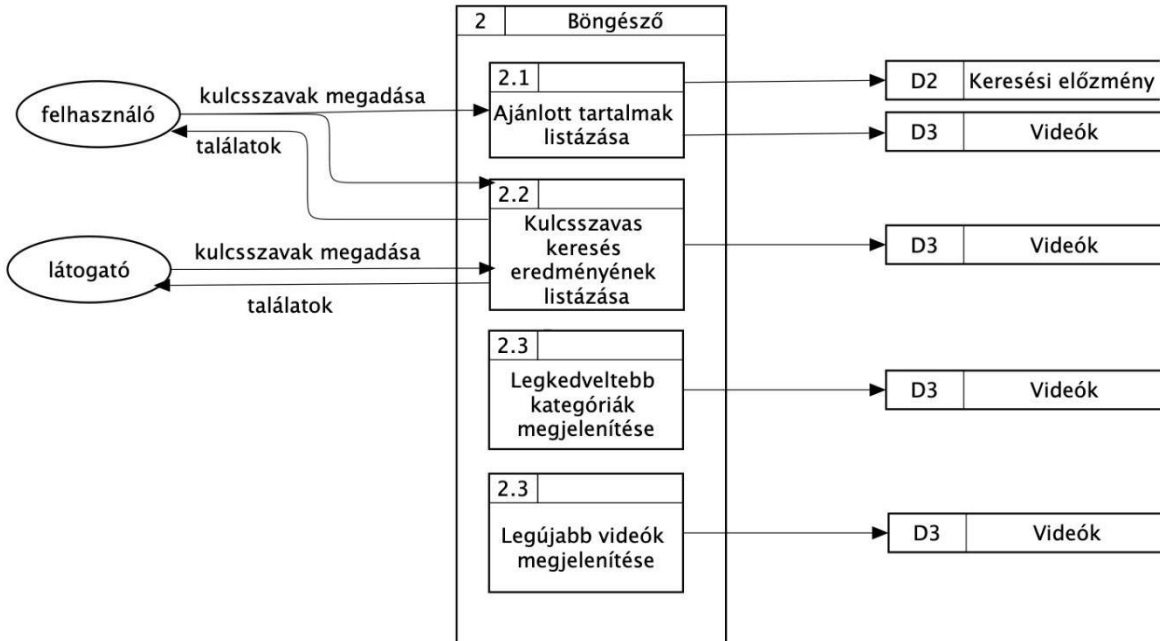 2 Böngésző
2.1
Ajánlott tartalmak
listázása
D2 Keresési előzmény
D3 Videók
felhasználó
kulcsszavak megadása
találatok
2.2
Kulcsszavas
keresés
eredményének
listázása
D3 Videók
látogató
kulcsszavak megadása
találatok
2.3
Legkedveltebb
kategóriák
megjelenítése
D3 Videók
2.3
Legújabb videók
megjelenítése
D3 Videók